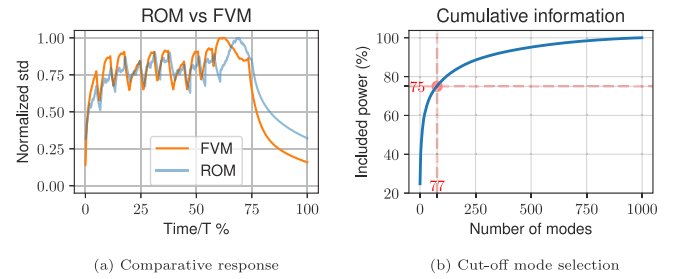 ROM vs FVM
Normalized std
1.00
0.75
0.50
0.25
0.00
FVM
ROM
0
25
50
75
100
Time/T %
(a) Comparative response
Cumulative information
Included power (%)
100
80
60
40
20
75
77
0
250
500
750
1000
Number of modes
(b) Cut-off mode selection